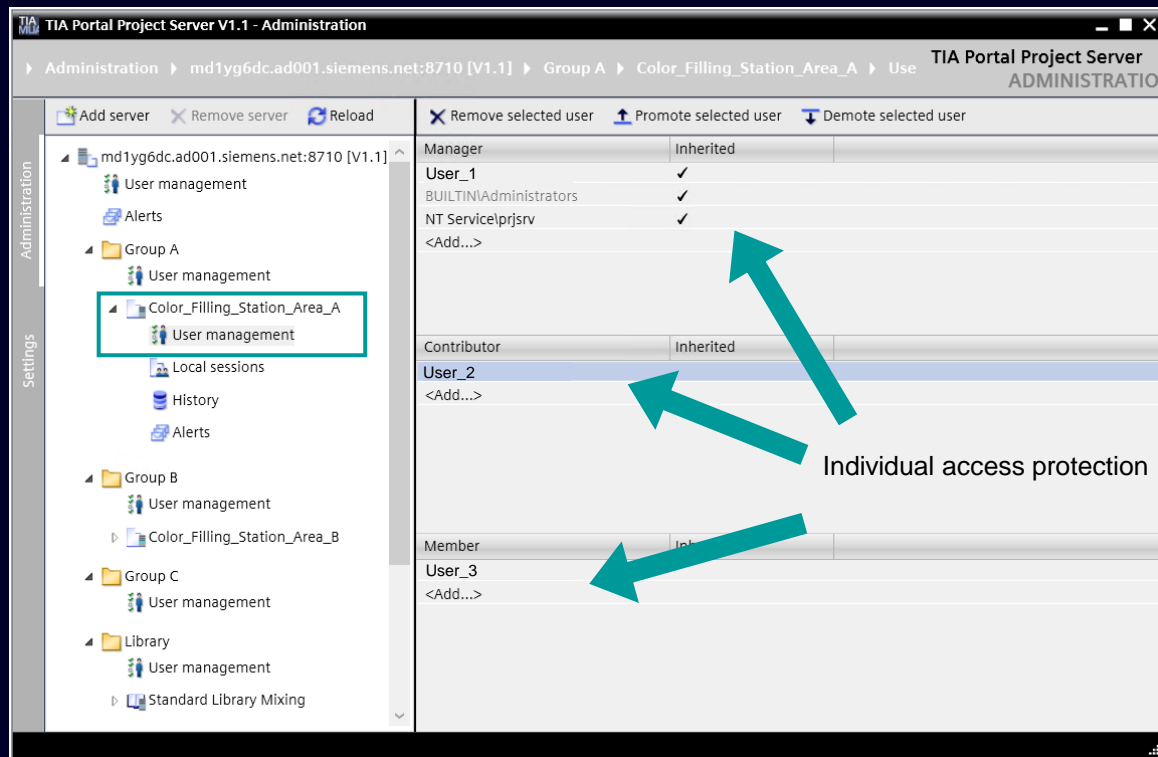 TIA Portal Project Server V1.1 - Administration
Administration md1yg6dc.ad001.siemens.net:8710 [V1.1] Group A Color_Filling_Station_Area_A Use
TIA Portal Project Server
ADMINISTRATIO
Administration
Settings
Add server Remove server Reload
md1yg6dc.ad001.siemens.net:8710 [V1.1]
User management
Alerts
Group A
User management
Color_Filling_Station_Area_A
User management
Local sessions
History
Alerts
Group B
User management
Color_Filling_Station_Area_B
Group C
User management
Library
User management
Standard Library Mixing
Remove selected user Promote selected user Demote selected user
Manager Inherited
User_1 ✓
BUILTIN\Administrators ✓
NT Service\prjsrv ✓
<Add...>
Contributor Inherited
User_2
<Add...>
Individual access protection
Member
User_3
<Add...>